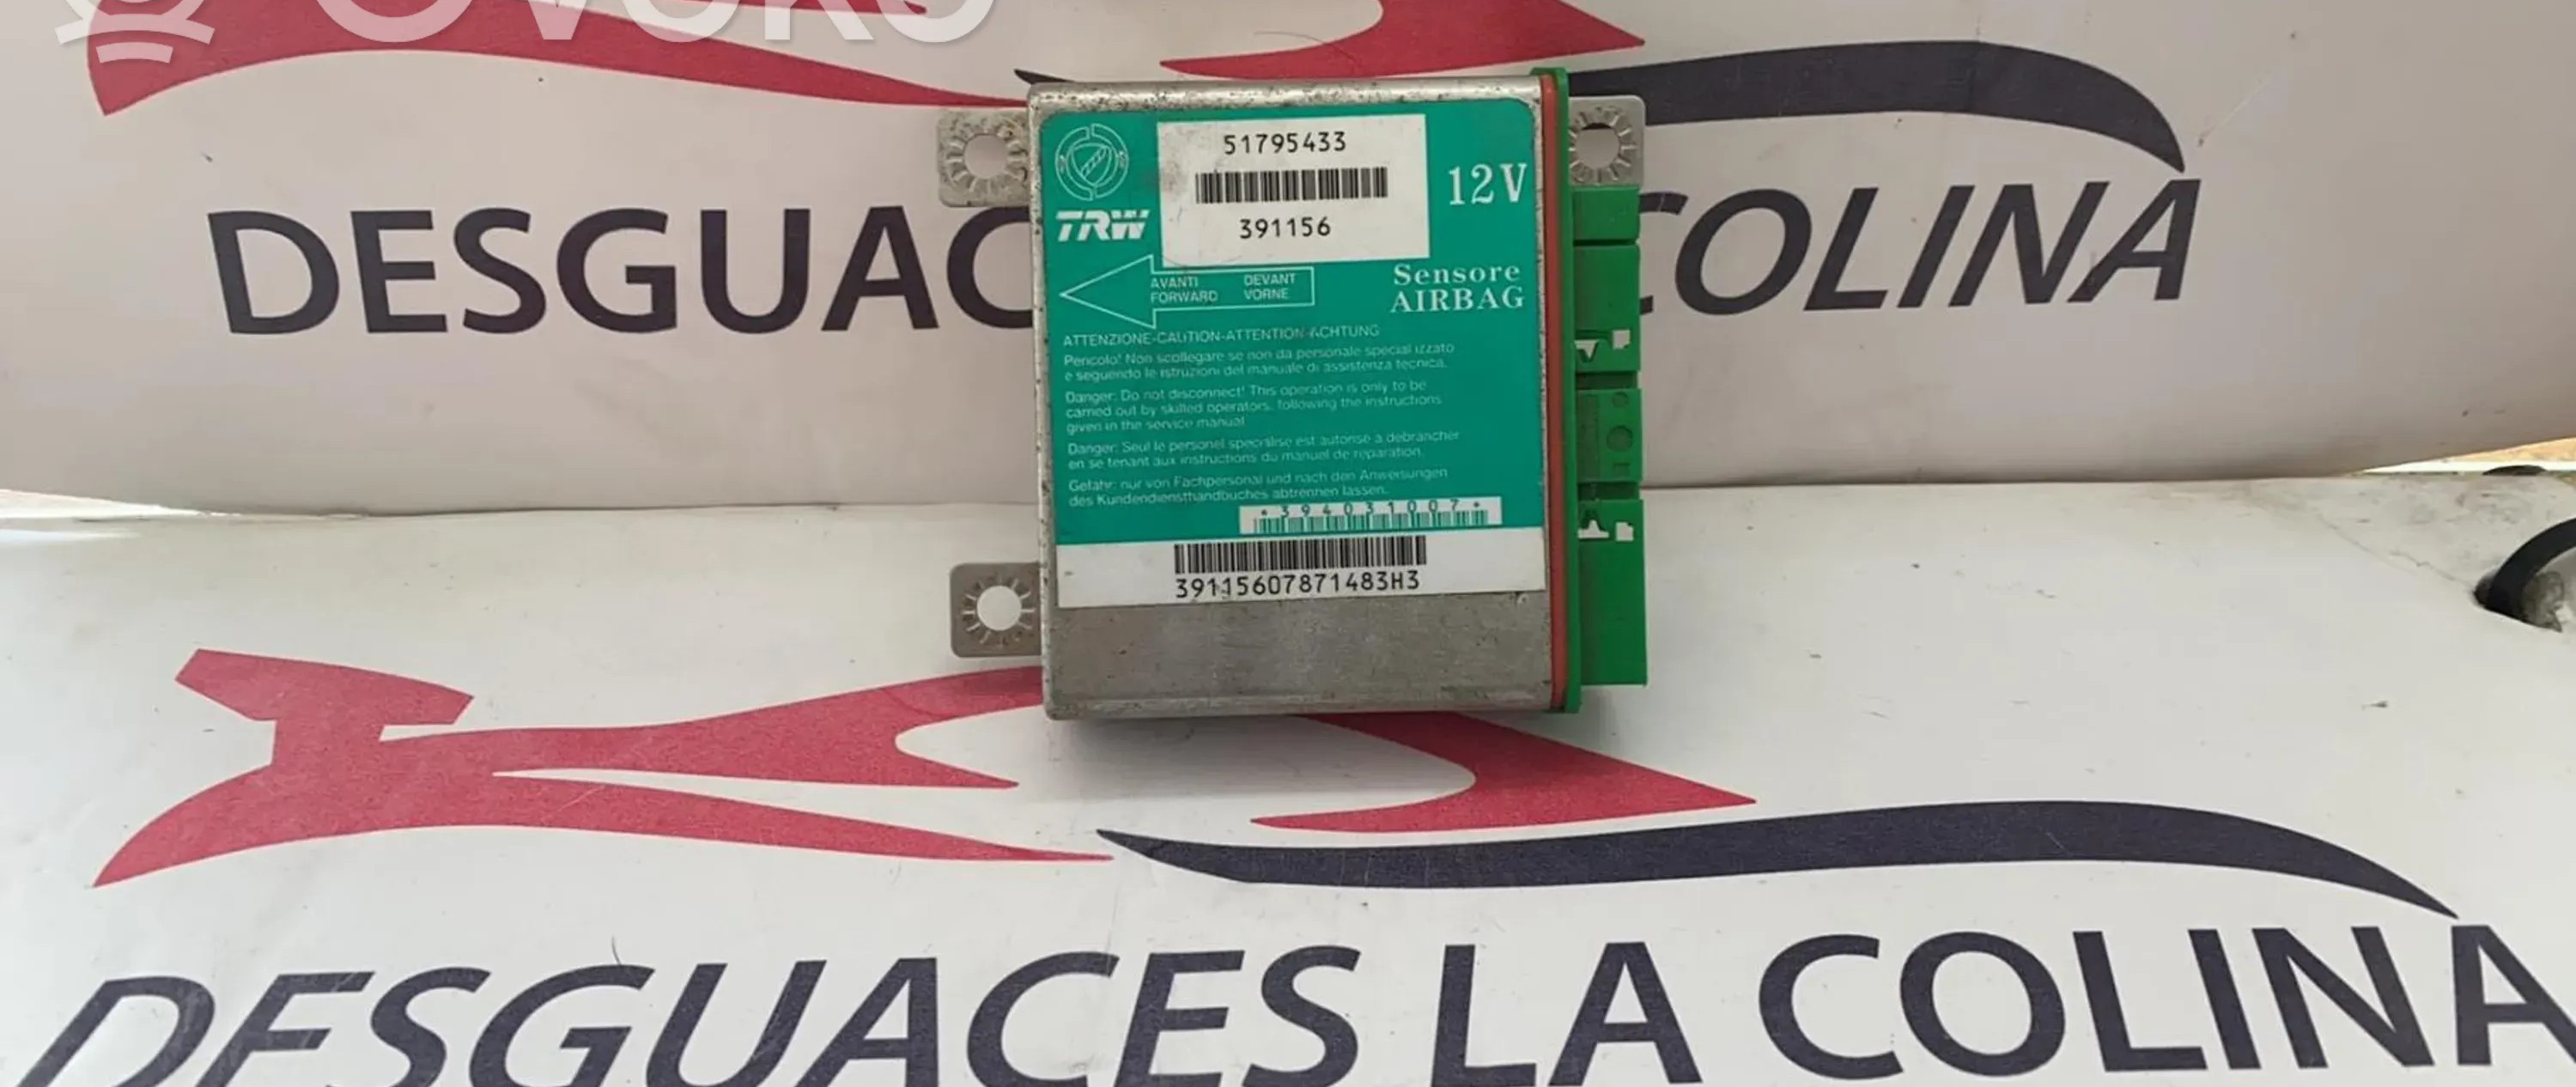 OVOKO
DESGUAC
COLINA
51795433
391156
12V
TRW
AVANTI DEVANT
FORWARD VORNE
Sensore
AIRBAG
ATTENZIONE-CAUTION-ATTENTION-ACHTUNG
Pericolo! Non scollegare se non da personale specializzato
e seguendo le istruzioni del manuale di assistenza tecnica.
Danger: Do not disconnect! This operation is only to be
carried out by skilled operators, following the instructions
given in the service manual
Danger: Seul le personel specialise est autorise a debrancher
en se tenant aux instructions du manuel de reparation.
Gefahr: nur von Fachpersonal und nach den Anweisungen
des Kundendiensthandbuches abtrennen lassen.
*394031007*
39115607871483H3
DESGUACES LA COLINA